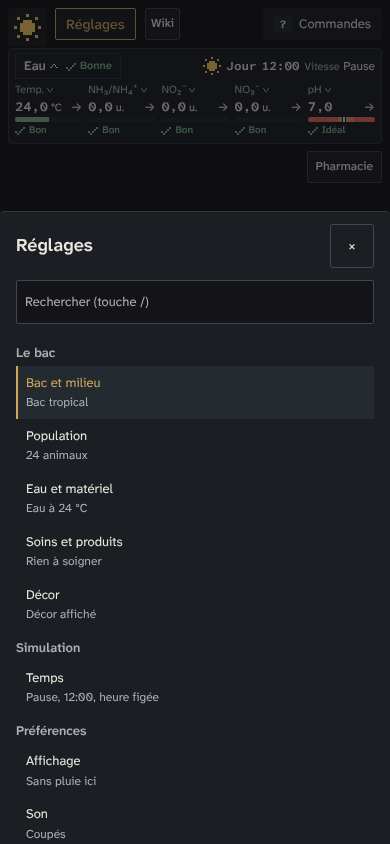 Réglages
Wiki
? Commandes
Eau Bonne
Jour 12:00 Vitesse Pause
Temp. NH₃/NH₄⁺ NO₂⁻ NO₃⁻ pH
24,0 °C → 0,0 u. → 0,0 u. → 0,0 u. → 7,0 →
Bon Bon Bon Bon Idéal
Pharmacie
Réglages
×
Rechercher (touche /)
Le bac
Bac et milieu
Bac tropical
Population
24 animaux
Eau et matériel
Eau à 24 °C
Soins et produits
Rien à soigner
Décor
Décor affiché
Simulation
Temps
Pause, 12:00, heure figée
Préférences
Affichage
Sans pluie ici
Son
Coupés